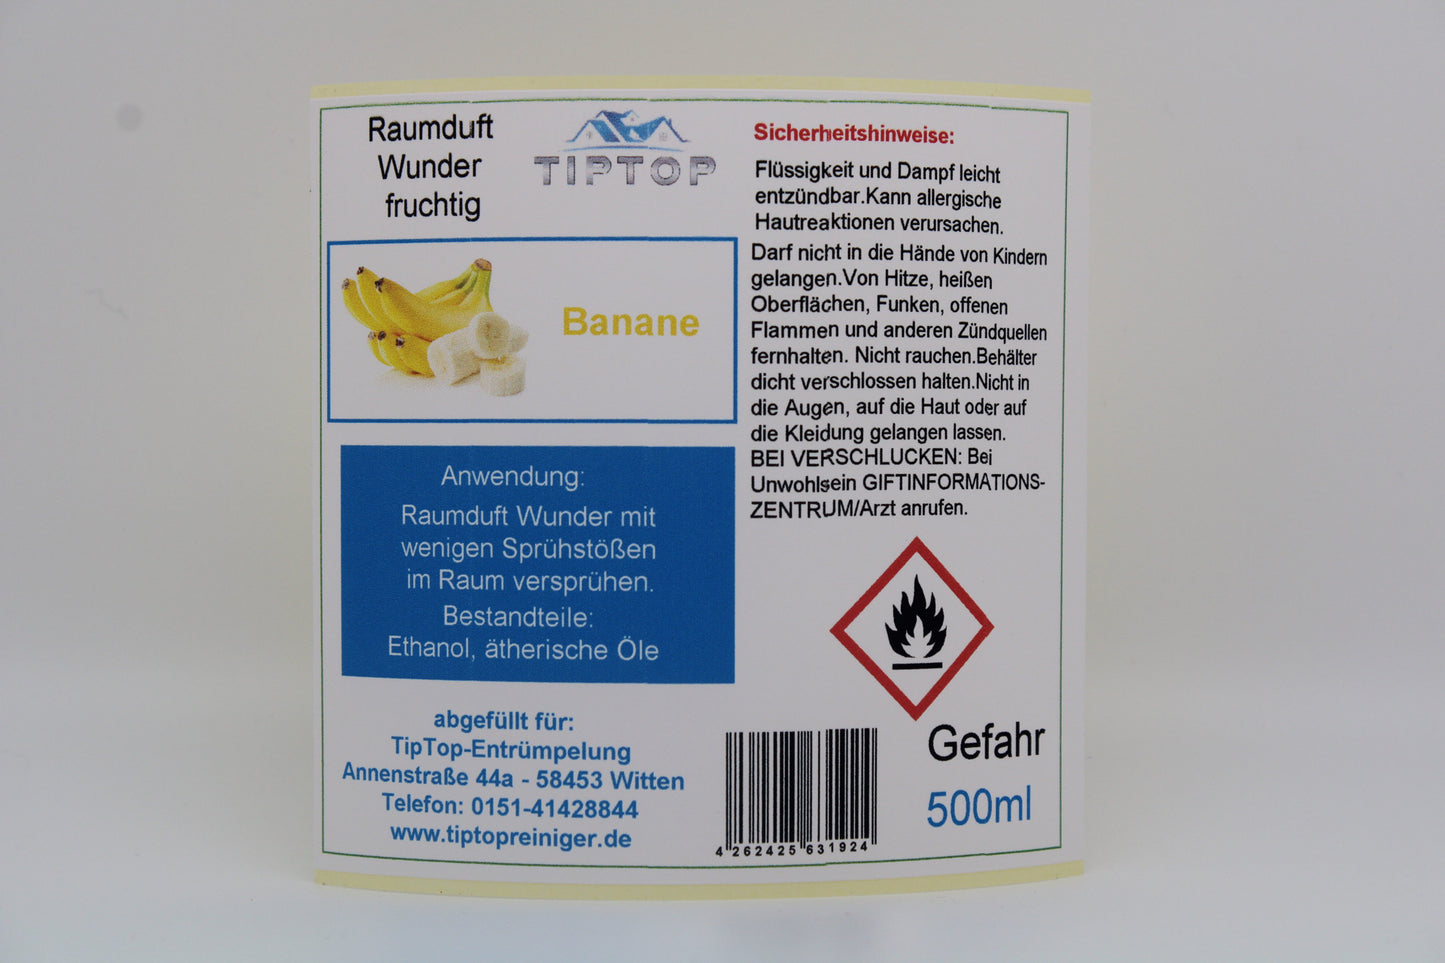 Raumduft
Wunder
fruchtig
TIPTOP
Banane
Anwendung:
Raumduft Wunder mit
wenigen Sprühstößen
im Raum versprühen.
Bestandteile:
Ethanol, ätherische Öle
abgefüllt für:
TipTop-Entrümpelung
Annenstraße 44a - 58453 Witten
Telefon: 0151-41428844
www.tiptopreiniger.de
Sicherheitshinweise:
Flüssigkeit und Dampf leicht
entzündbar.Kann allergische
Hautreaktionen verursachen.
Darf nicht in die Hände von Kindern
gelangen.Von Hitze, heißen
Oberflächen, Funken, offenen
Flammen und anderen Zündquellen
fernhalten. Nicht rauchen.Behälter
dicht verschlossen halten.Nicht in
die Augen, auf die Haut oder auf
die Kleidung gelangen lassen.
BEI VERSCHLUCKEN: Bei
Unwohlsein GIFTINFORMATIONS-
ZENTRUM/Arzt anrufen.
Gefahr
500ml
4 262425 631924